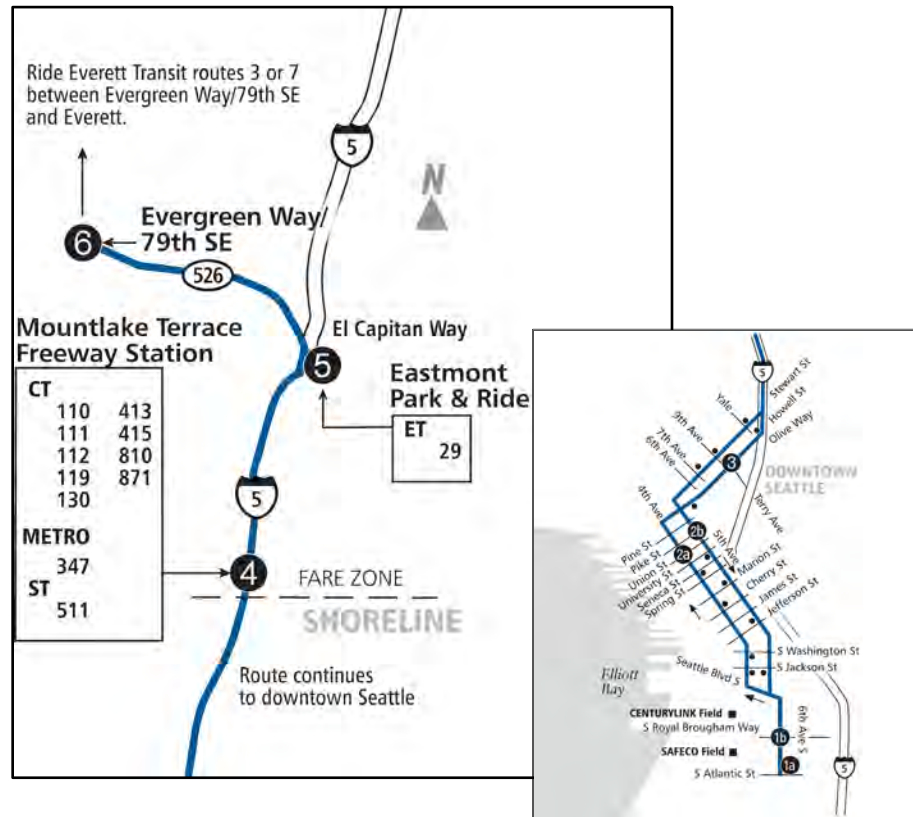 Ride Everett Transit routes 3 or 7
between Evergreen Way/79th SE
and Everett.
5
N
6
Evergreen Way/
79th SE
526
El Capitan Way
5
Mountlake Terrace
Freeway Station
CT
110 413
111 415
112 810
119 871
130
METRO
347
ST
511
Eastmont
Park & Ride
ET
29
5
4
FARE ZONE
SHORELINE
Route continues
to downtown Seattle
5
Stewart St
Howell St
Olive Way
Yale
9th Ave
7th Ave
6th Ave
3
DOWNTOWN
SEATTLE
Terry Ave
4th Ave
2b
5th Ave
2a
Pine St
Pike St
Union St
University St
Seneca St
Spring St
Marion St
Cherry St
James St
Jefferson St
S Washington St
S Jackson St
Seattle Blvd S
Elliott
Bay
CENTURYLINK Field
S Royal Brougham Way
1b
6th Ave S
SAFECO Field
1a
S Atlantic St
5